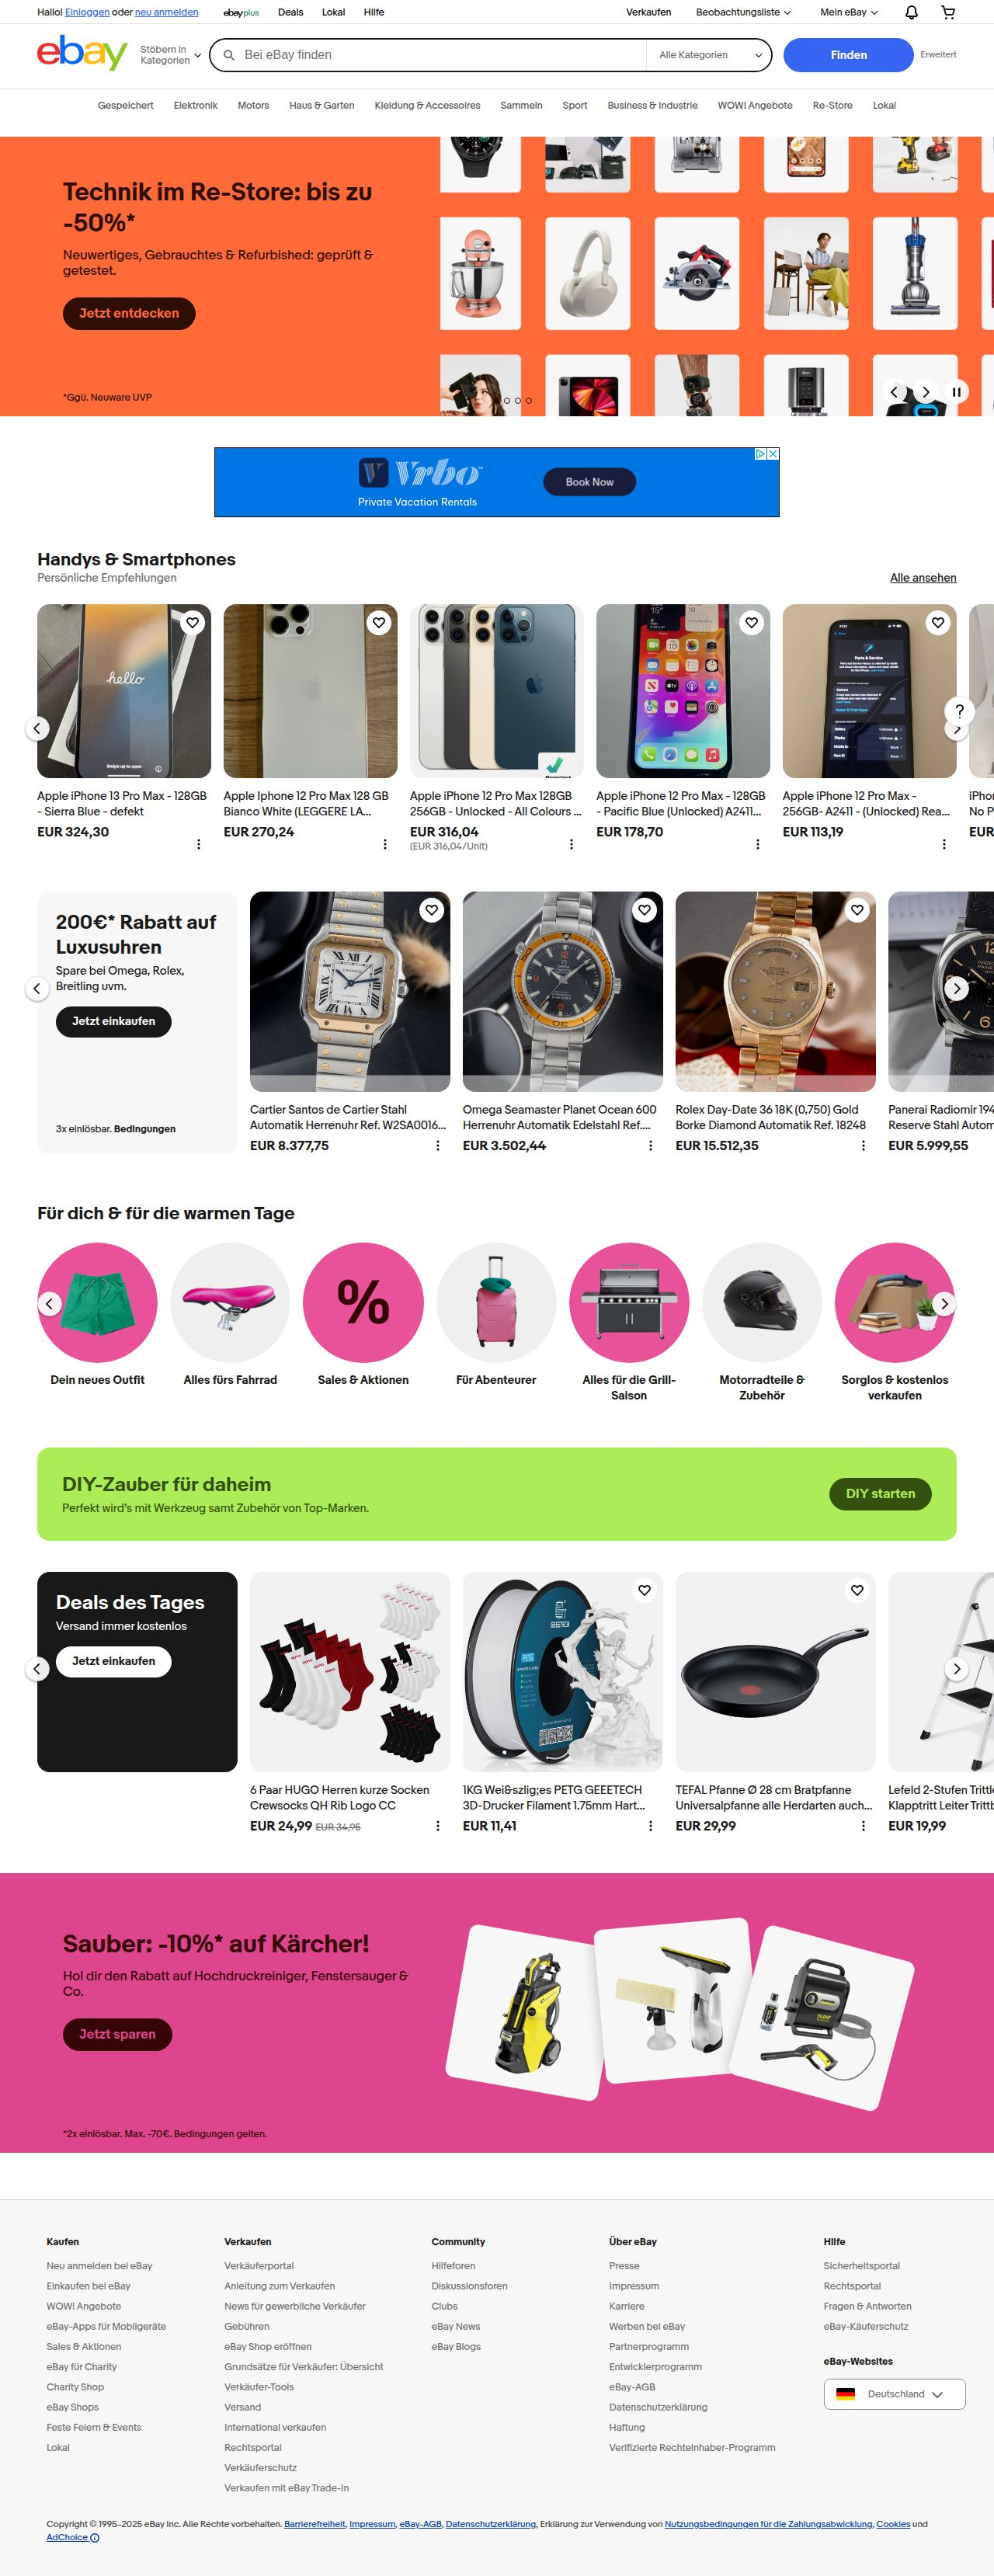 Hallo! Einloggen oder neu anmelden
ebay plus
Deals
Lokal
Hilfe
Verkaufen
Beobachtungsliste
Mein eBay
ebay
Stöbern in
Kategorien
Bei eBay finden
Alle Kategorien
Finden
Erweitert
Gespeichert
Elektronik
Motors
Haus & Garten
Kleidung & Accessoires
Sammeln
Sport
Business & Industrie
WOW! Angebote
Re-Store
Lokal
Technik im Re-Store: bis zu
-50%*
Neuwertiges, Gebrauchtes & Refurbished: geprüft &
getestet.
Jetzt entdecken
*Ggü. Neuware UVP
Vrbo
Private Vacation Rentals
Book Now
Handys & Smartphones
Persönliche Empfehlungen
Alle ansehen
hello
Swipe up to open
Parts & Service
?
Apple iPhone 13 Pro Max - 128GB
- Sierra Blue - defekt
EUR 324,30
Apple Iphone 12 Pro Max 128 GB
Bianco White (LEGGERE LA...
EUR 270,24
Apple iPhone 12 Pro Max 128GB
256GB - Unlocked - All Colours ...
EUR 316,04
(EUR 316,04/Unit)
Apple iPhone 12 Pro Max - 128GB
- Pacific Blue (Unlocked) A2411...
EUR 178,70
Apple iPhone 12 Pro Max -
256GB- A2411 - (Unlocked) Rea...
EUR 113,19
iPhon
No P
EUR
200€* Rabatt auf
Luxusuhren
Spare bei Omega, Rolex,
Breitling uvm.
Jetzt einkaufen
3x einlösbar. Bedingungen
Cartier Santos de Cartier Stahl
Automatik Herrenuhr Ref. W2SA0016...
EUR 8.377,75
Omega Seamaster Planet Ocean 600
Herrenuhr Automatik Edelstahl Ref....
EUR 3.502,44
Rolex Day-Date 36 18K (0,750) Gold
Borke Diamond Automatik Ref. 18248
EUR 15.512,35
Panerai Radiomir 194
Reserve Stahl Autom
EUR 5.999,55
Für dich & für die warmen Tage
%
Dein neues Outfit
Alles fürs Fahrrad
Sales & Aktionen
Für Abenteurer
Alles für die Grill-
Saison
Motorradteile &
Zubehör
Sorglos & kostenlos
verkaufen
DIY-Zauber für daheim
Perfekt wird's mit Werkzeug samt Zubehör von Top-Marken.
DIY starten
Deals des Tages
Versand immer kostenlos
Jetzt einkaufen
GEEETECH
6 Paar HUGO Herren kurze Socken
Crewsocks QH Rib Logo CC
EUR 24,99 EUR 34,95
1KG Wei&szlig;es PETG GEEETECH
3D-Drucker Filament 1.75mm Hart...
EUR 11,41
TEFAL Pfanne Ø 28 cm Bratpfanne
Universalpfanne alle Herdarten auch...
EUR 29,99
Lefeld 2-Stufen Trittle
Klapptritt Leiter Trittb
EUR 19,99
Sauber: -10%* auf Kärcher!
Hol dir den Rabatt auf Hochdruckreiniger, Fenstersauger &
Co.
Jetzt sparen
*2x einlösbar. Max. -70€. Bedingungen gelten.
Kaufen
Neu anmelden bei eBay
Einkaufen bei eBay
WOW! Angebote
eBay-Apps für Mobilgeräte
Sales & Aktionen
eBay für Charity
Charity Shop
eBay Shops
Feste Feiern & Events
Lokal
Verkaufen
Verkäuferportal
Anleitung zum Verkaufen
News für gewerbliche Verkäufer
Gebühren
eBay Shop eröffnen
Grundsätze für Verkäufer: Übersicht
Verkäufer-Tools
Versand
International verkaufen
Rechtsportal
Verkäuferschutz
Verkaufen mit eBay Trade-In
Community
Hilfeforen
Diskussionsforen
Clubs
eBay News
eBay Blogs
Über eBay
Presse
Impressum
Karriere
Werben bei eBay
Partnerprogramm
Entwicklerprogramm
eBay-AGB
Datenschutzerklärung
Haftung
Verifizierte Rechteinhaber-Programm
Hilfe
Sicherheitsportal
Rechtsportal
Fragen & Antworten
eBay-Käuferschutz
eBay-Websites
Deutschland
Copyright © 1995-2025 eBay Inc. Alle Rechte vorbehalten. Barrierefreiheit, Impressum, eBay-AGB, Datenschutzerklärung, Erklärung zur Verwendung von Nutzungsbedingungen für die Zahlungsabwicklung, Cookies und
AdChoice